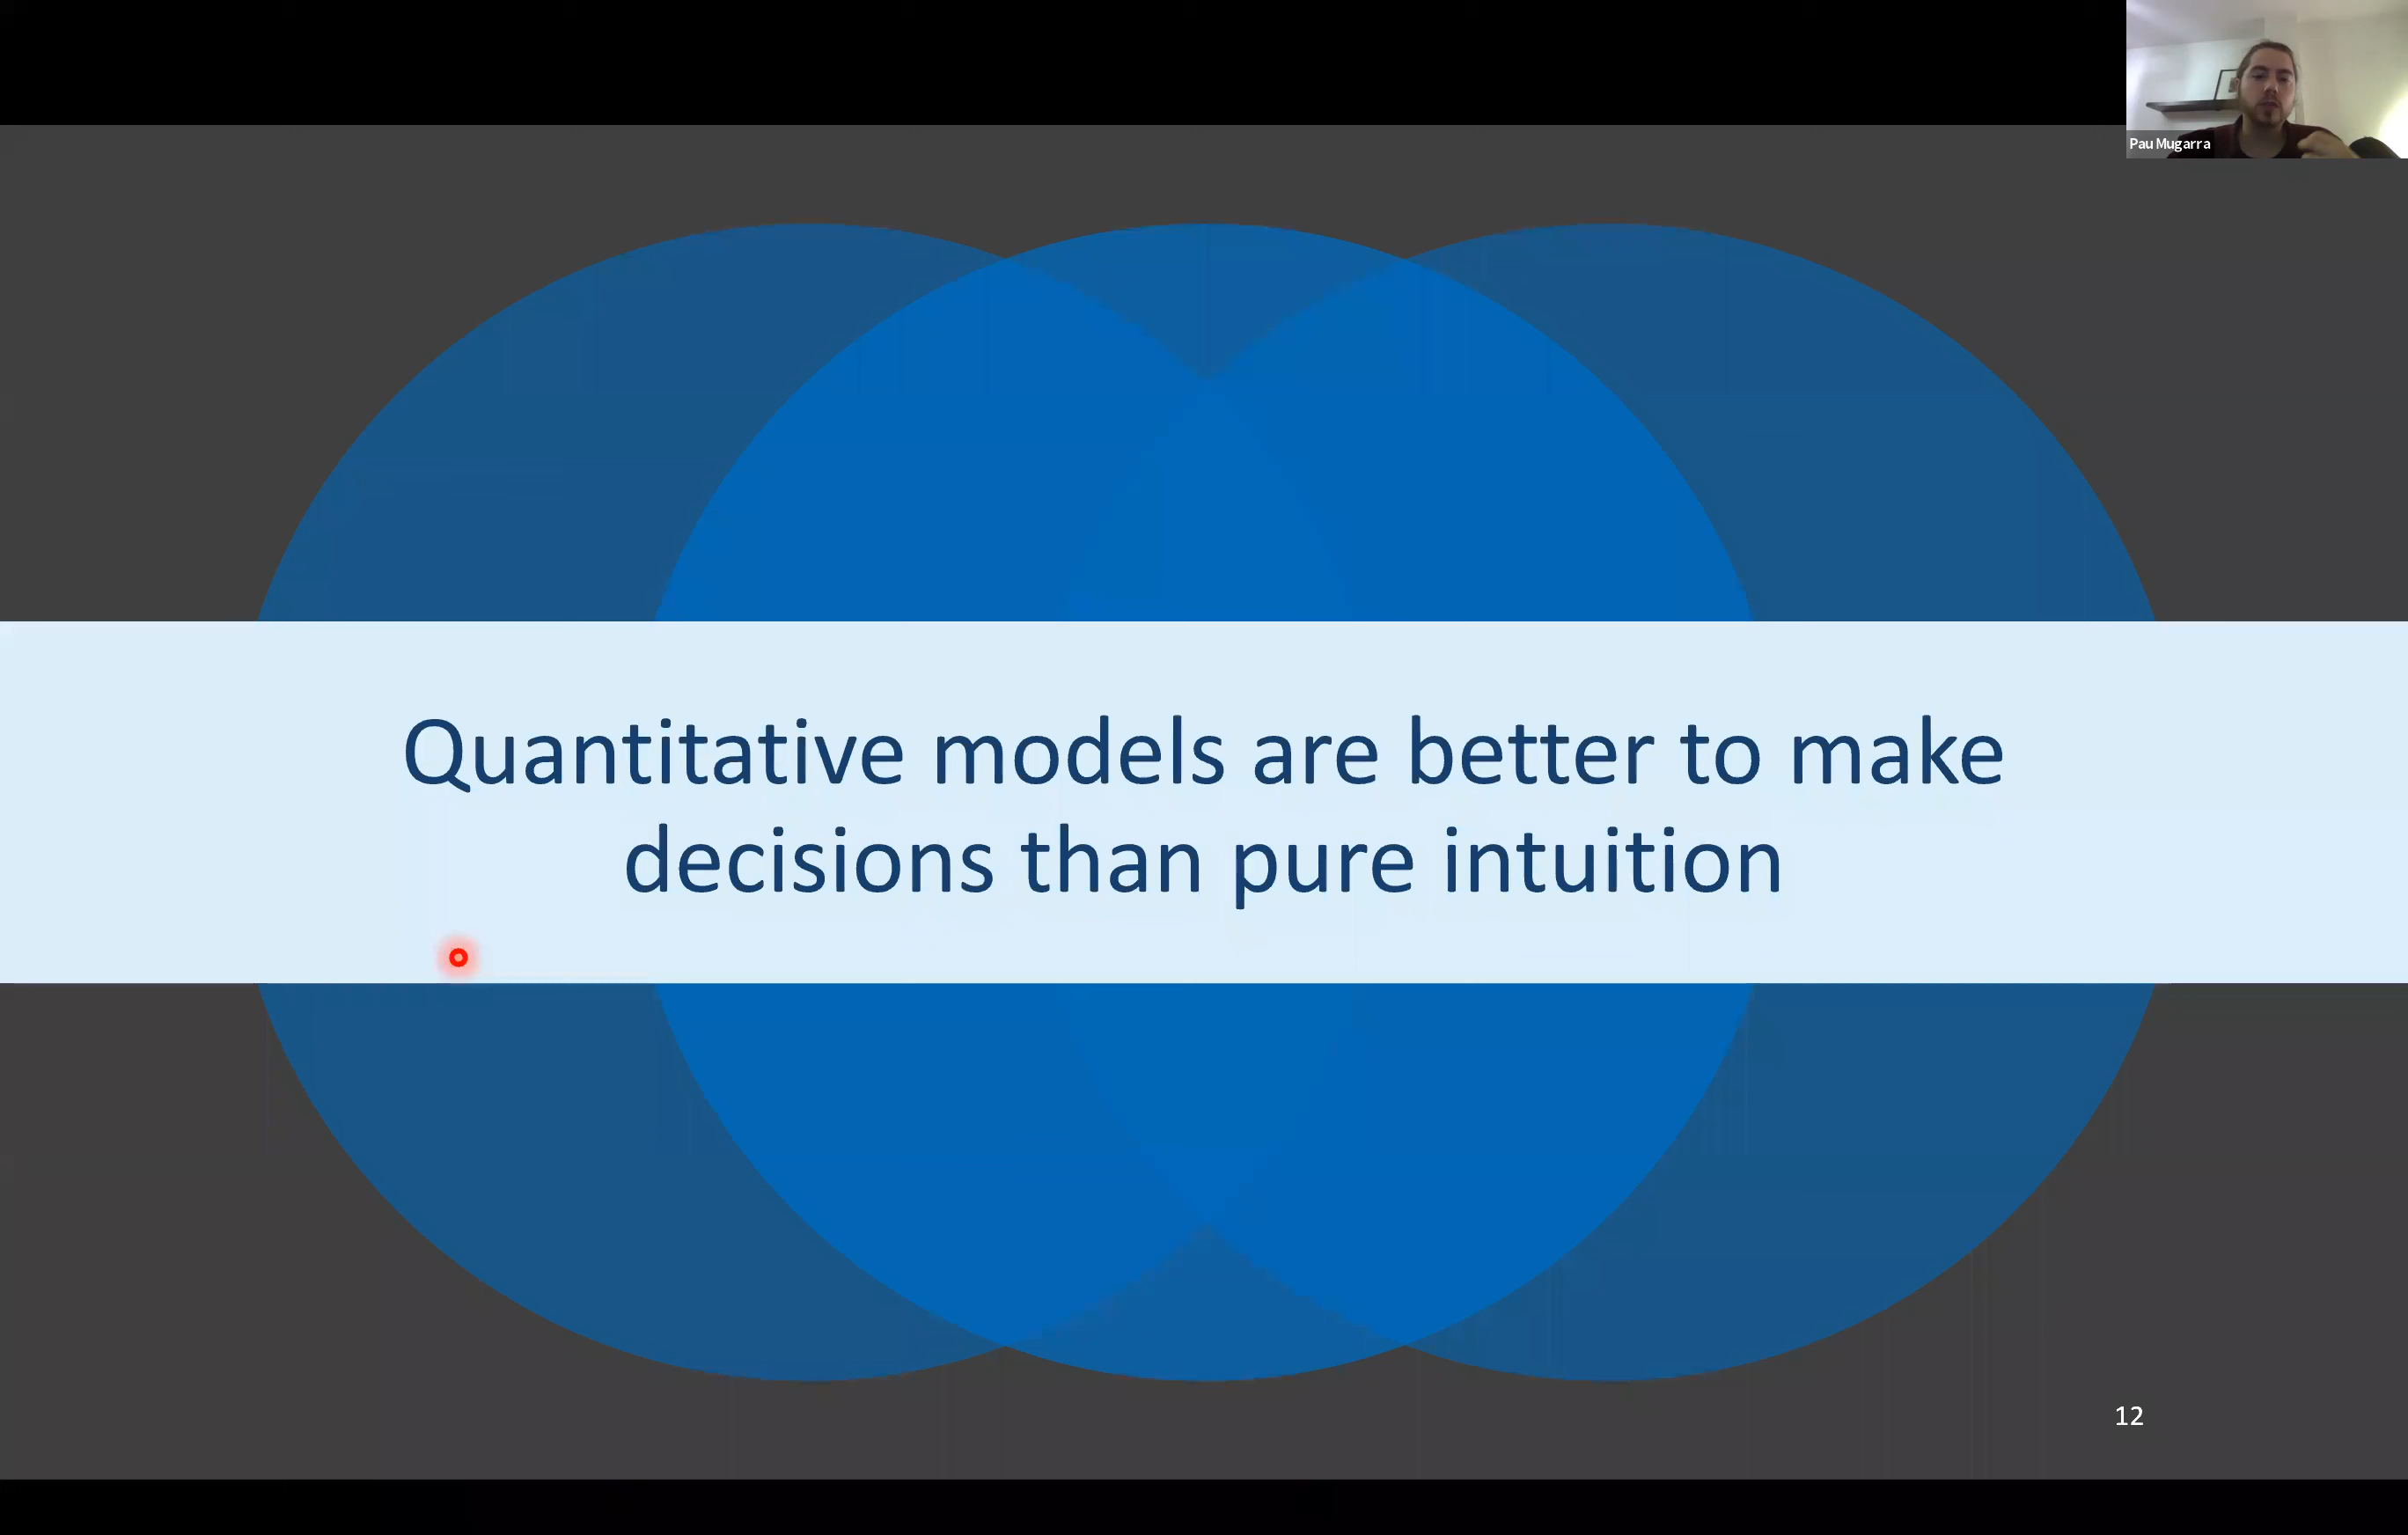 Pau Mugarra
Quantitative models are better to make
decisions than pure intuition
12